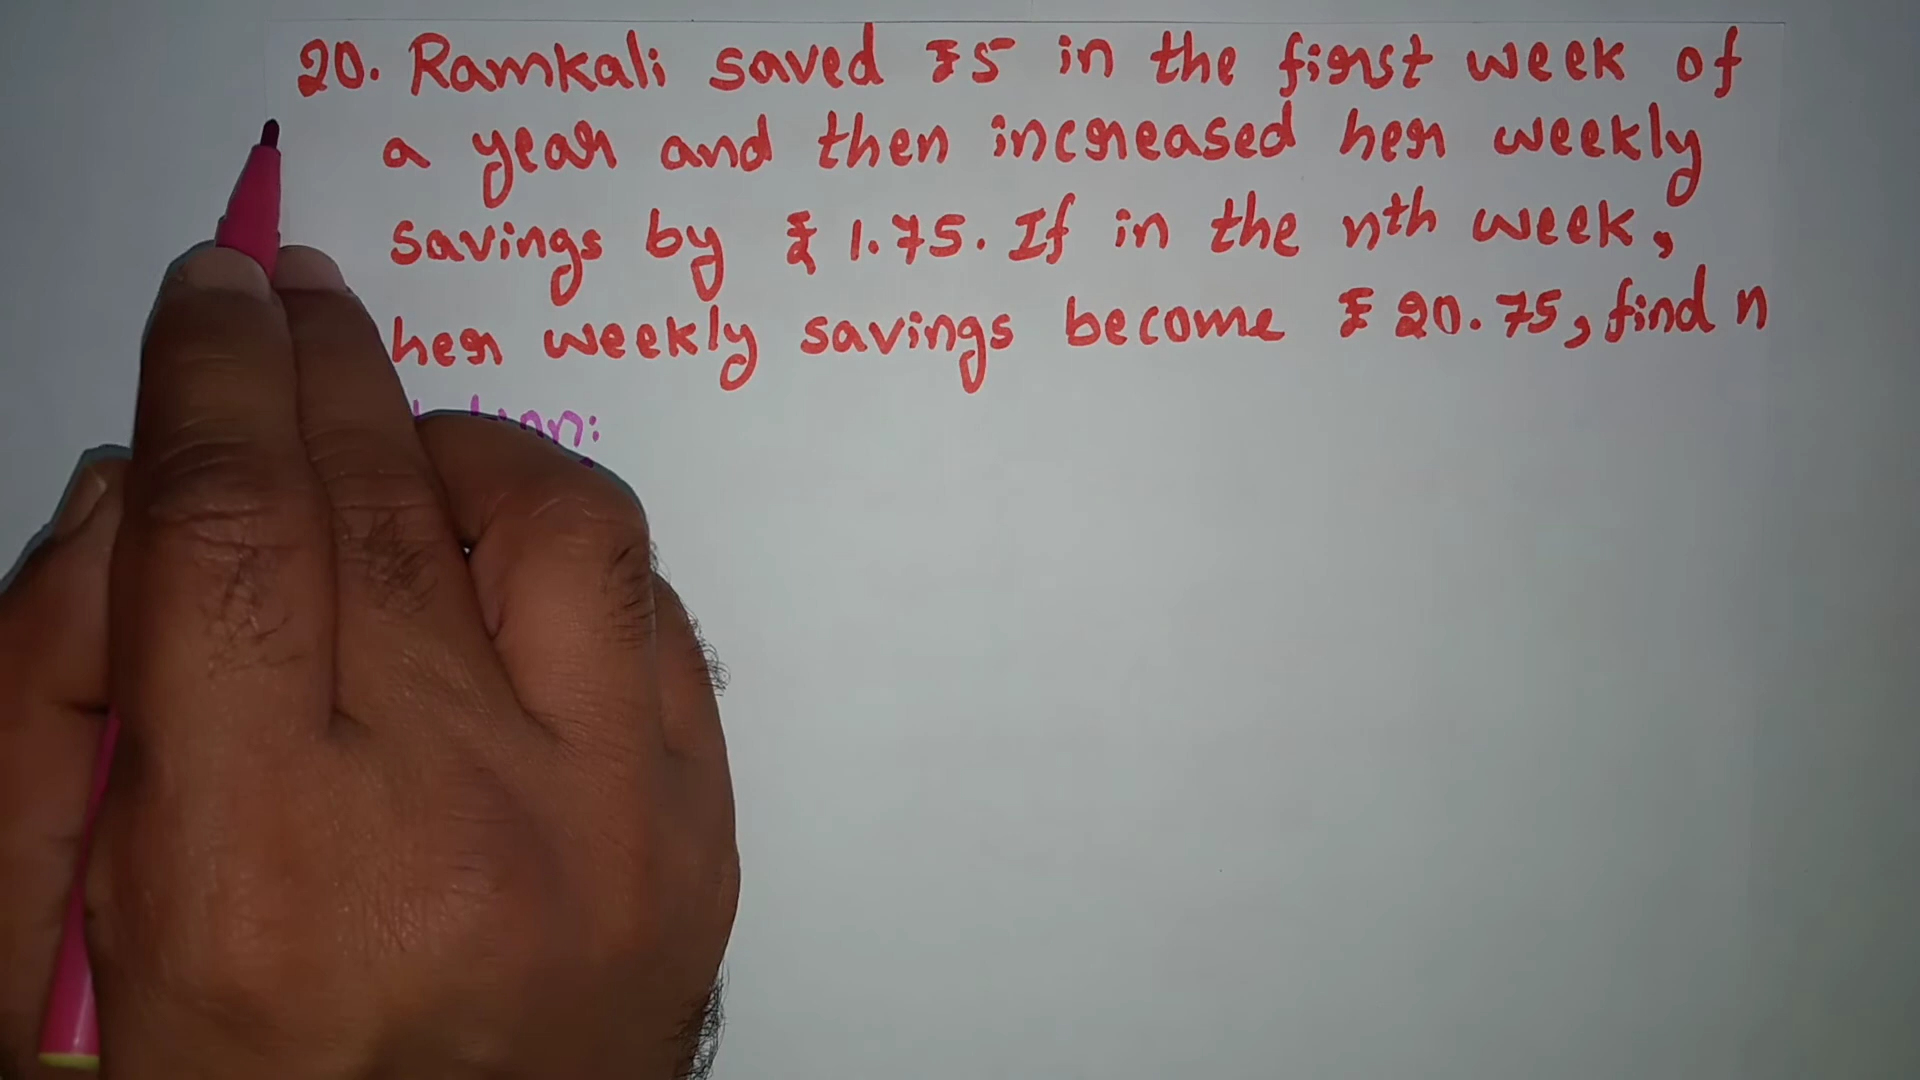 20. Ramkali saved ₹5 in the first week of
a year and then increased her weekly
savings by ₹ 1.75. If in the nth week,
her weekly savings become ₹ 20.75, find n